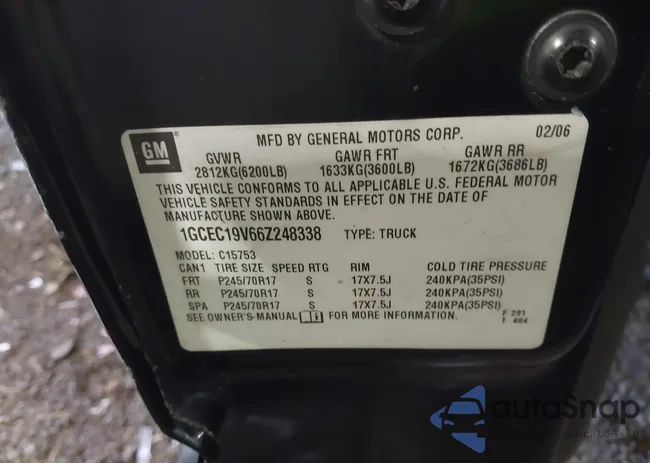 GM
MFD BY GENERAL MOTORS CORP. 02/06
GVWR GAWR FRT GAWR RR
2812KG(6200LB) 1633KG(3600LB) 1672KG(3686LB)
THIS VEHICLE CONFORMS TO ALL APPLICABLE U.S. FEDERAL MOTOR
VEHICLE SAFETY STANDARDS IN EFFECT ON THE DATE OF
MANUFACTURE SHOWN ABOVE.
1GCEC19V66Z248338 TYPE: TRUCK
MODEL: C15753
CAN1 TIRE SIZE SPEED RTG RIM COLD TIRE PRESSURE
FRT P245/70R17 S 17X7.5J 240KPA(35PSI)
RR P245/70R17 S 17X7.5J 240KPA(35PSI)
SPA P245/70R17 S 17X7.5J 240KPA(35PSI)
SEE OWNER'S-MANUAL FOR MORE INFORMATION.
F 291
T 404
autoSnap